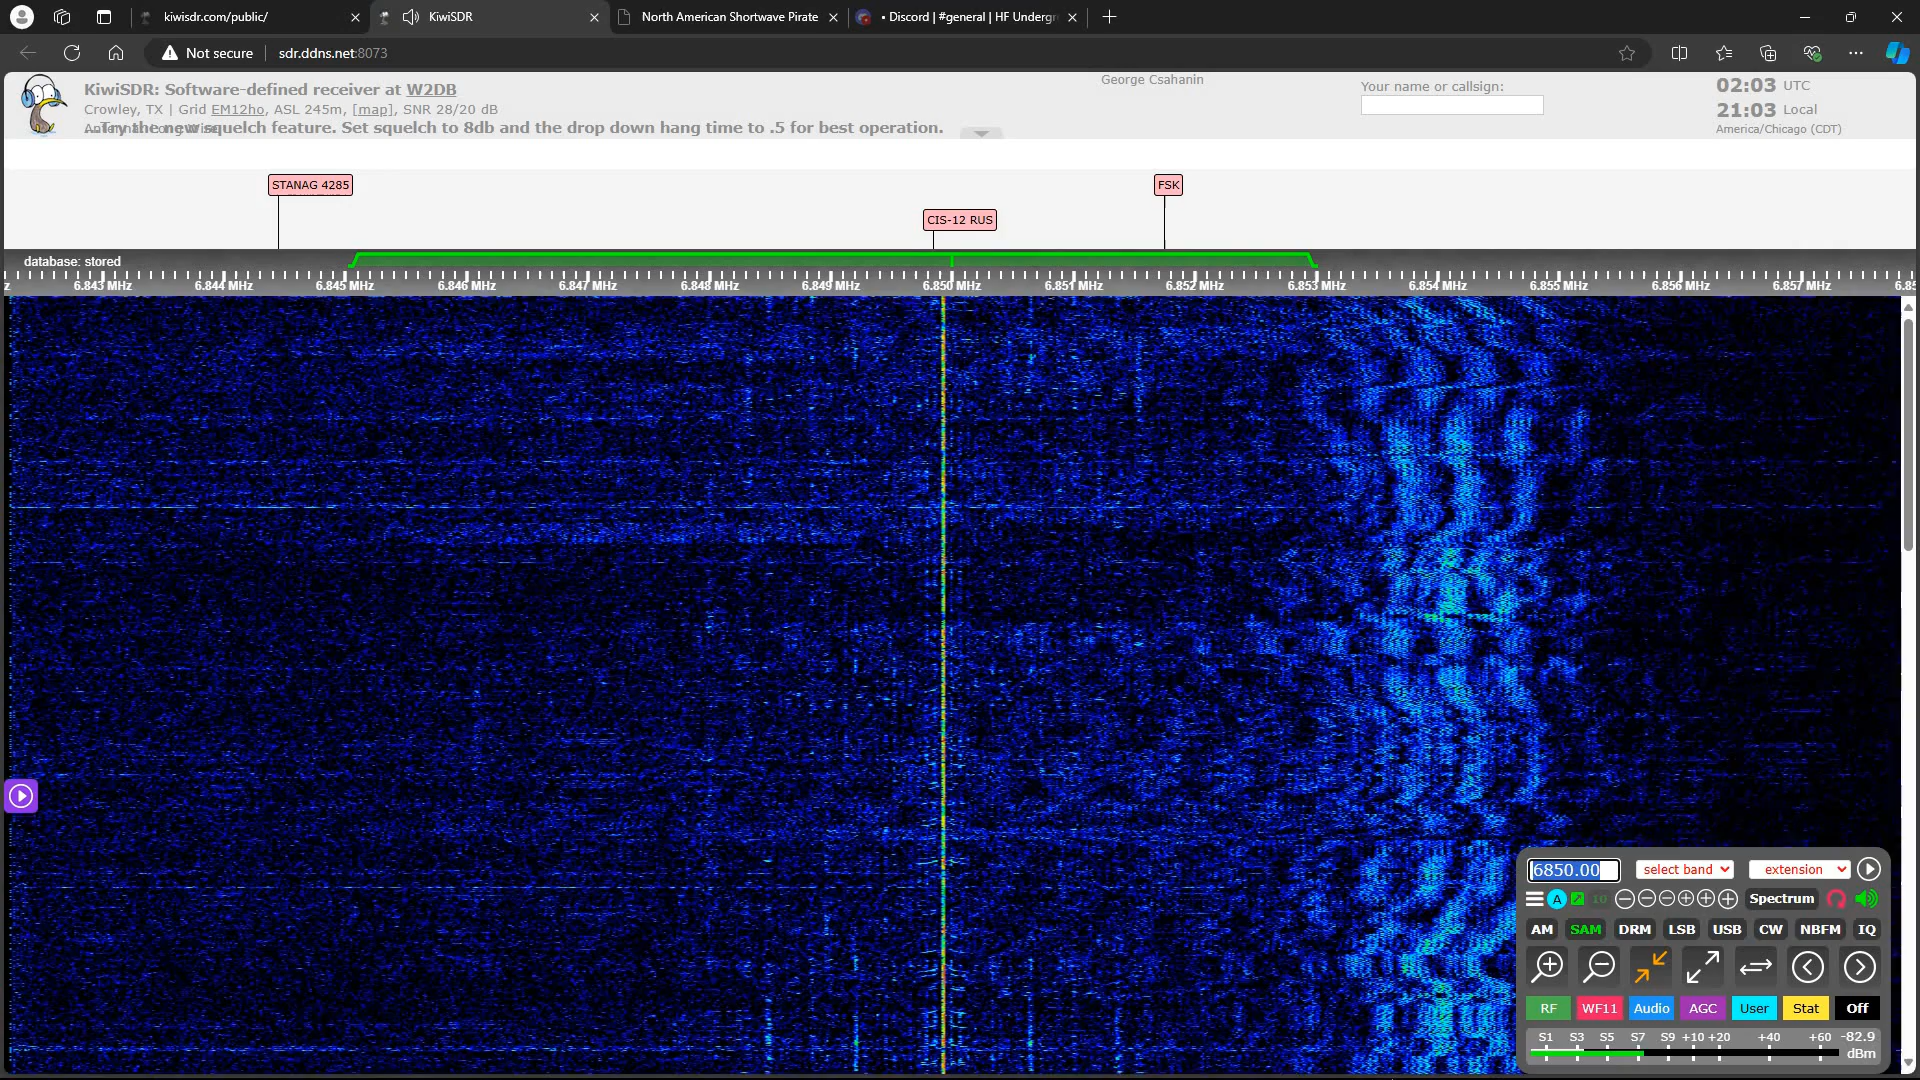 kiwisdr.com/public/
KiwiSDR
North American Shortwave Pirate
• Discord | #general | HF Undergr
Not secure
sdr.ddns.net:8073
KiwiSDR: Software-defined receiver at W2DB
Crowley, TX | Grid EM12ho, ASL 245m, [map], SNR 28/20 dB
...Try the new squelch feature. Set squelch to 8db and the drop down hang time to .5 for best operation.
George Csahanin
Your name or callsign:
02:03 UTC
21:03 Local
America/Chicago (CDT)
STANAG 4285
FSK
CIS-12 RUS
database: stored
6.843 MHz 6.844 MHz 6.845 MHz 6.846 MHz 6.847 MHz 6.848 MHz 6.849 MHz 6.850 MHz 6.851 MHz 6.852 MHz 6.853 MHz 6.854 MHz 6.855 MHz 6.856 MHz 6.857 MHz 6.85
6850.00 select band extension
A 10 Spectrum
AM SAM DRM LSB USB CW NBFM IQ
RF WF11 Audio AGC User Stat Off
S1 S3 S5 S7 S9 +10 +20 +40 +60 -82.9
dBm